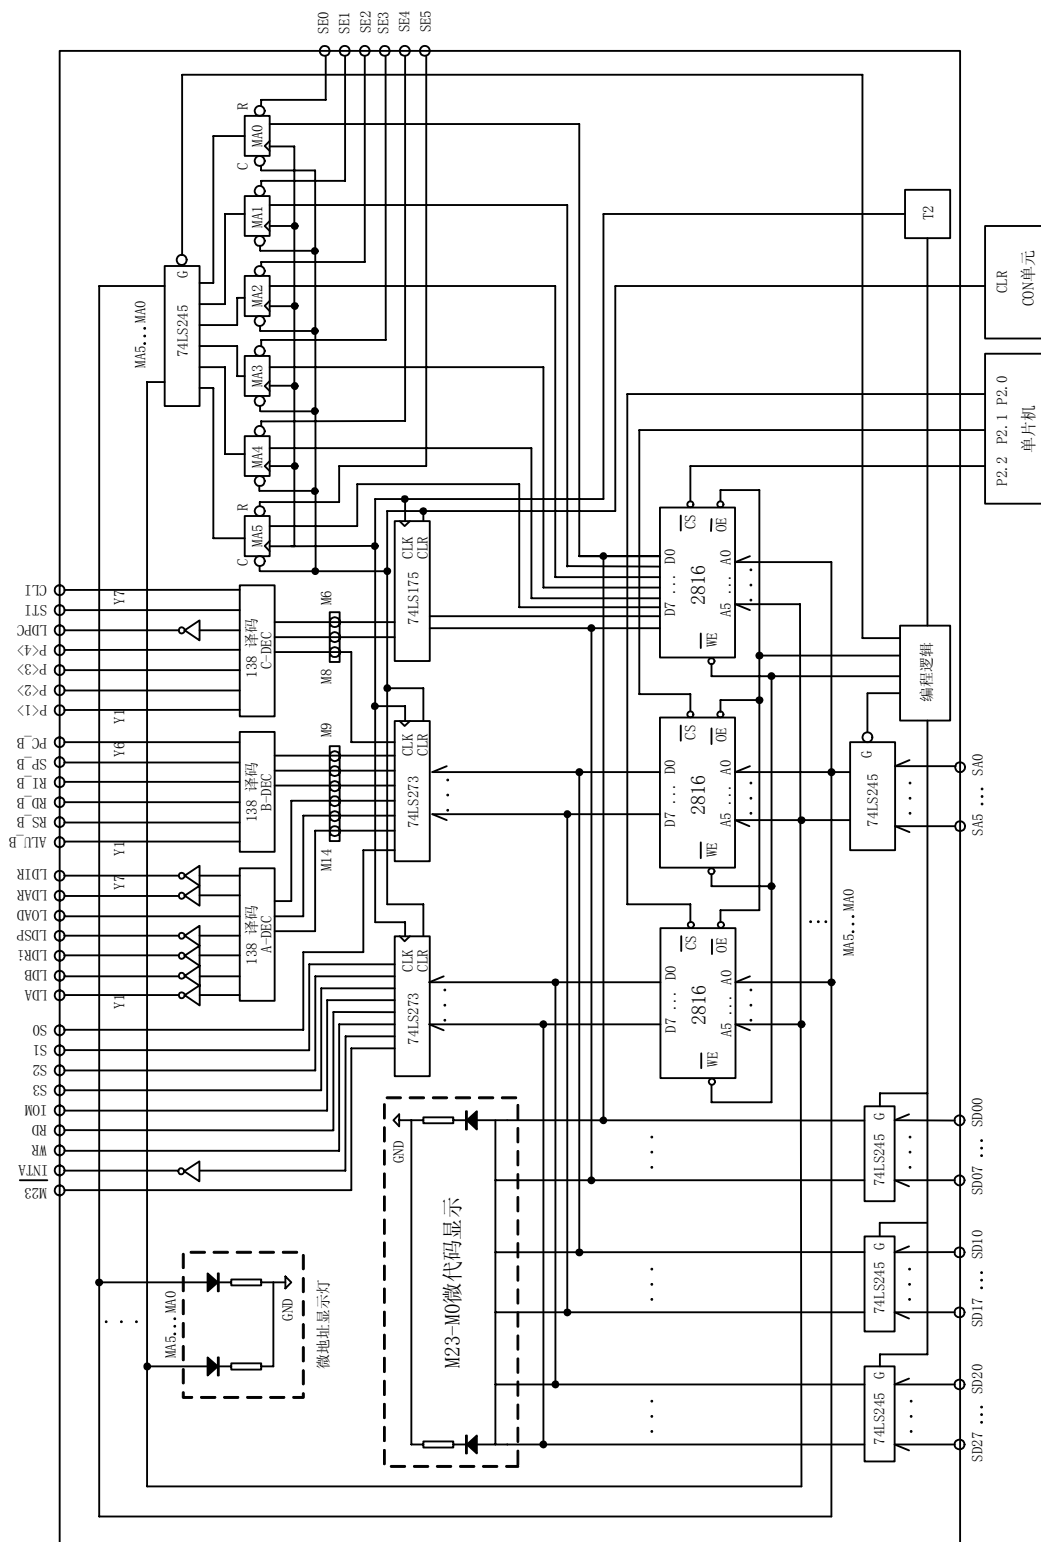 SE0
SE1
SE2
SE3
SE4
SE5
R
MA0
C
MA1
MA2
MA3
MA4
R
MA5
C
G
74LS245
MA5...MA0
T2
CLR
CON单元
P2.2 P2.1 P2.0
单片机
CLK
CLR
74LS175
CS
OE
D0
D7 ...
2816
A0
A5 ...
WE
CLI
STI
LDPC
P<4>
P<3>
P<2>
P<1>
Y7
Y1
138 译码
C-DEC
M6
M8
PC_B
SP_B
RI_B
RD_B
RS_B
ALU_B
Y6
Y1
138 译码
B-DEC
M9
M14
CLK
CLR
74LS273
CS
OE
D0
D7 ...
2816
A0
A5 ...
WE
编程逻辑
G
74LS245
SA0
SA5 ...
LDIR
LDAR
LOAD
LDSP
LDRi
LDB
LDA
Y7
Y1
138 译码
A-DEC
CLK
CLR
74LS273
CS
OE
D0
D7 ...
2816
A0
A5 ...
WE
MA5...MA0
S0
S1
S2
S3
IOM
RD
WR
INTA
M23
GND
M23-M0微代码显示
MA5...MA0
GND
微地址显示灯
G
74LS245
SD00
SD07 ...
G
74LS245
SD10
SD17 ...
G
74LS245
SD20
SD27 ...